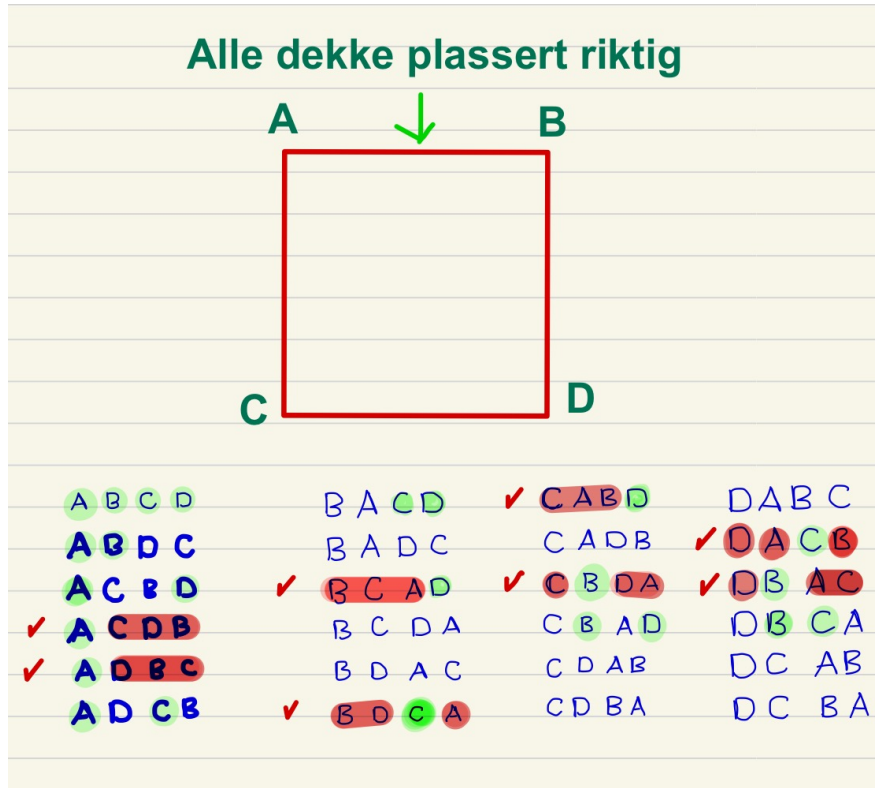 Alle dekke plassert riktig
A B
C D
A B C D B A C D ✓ C A B D D A B C
A B D C B A D C C A D B ✓ D A C B
A C B D ✓ B C A D ✓ C B D A ✓ D B A C
✓ A C D B B C D A C B A D D B C A
✓ A D B C B D A C C D A B D C A B
A D C B ✓ B D C A C D B A D C B A